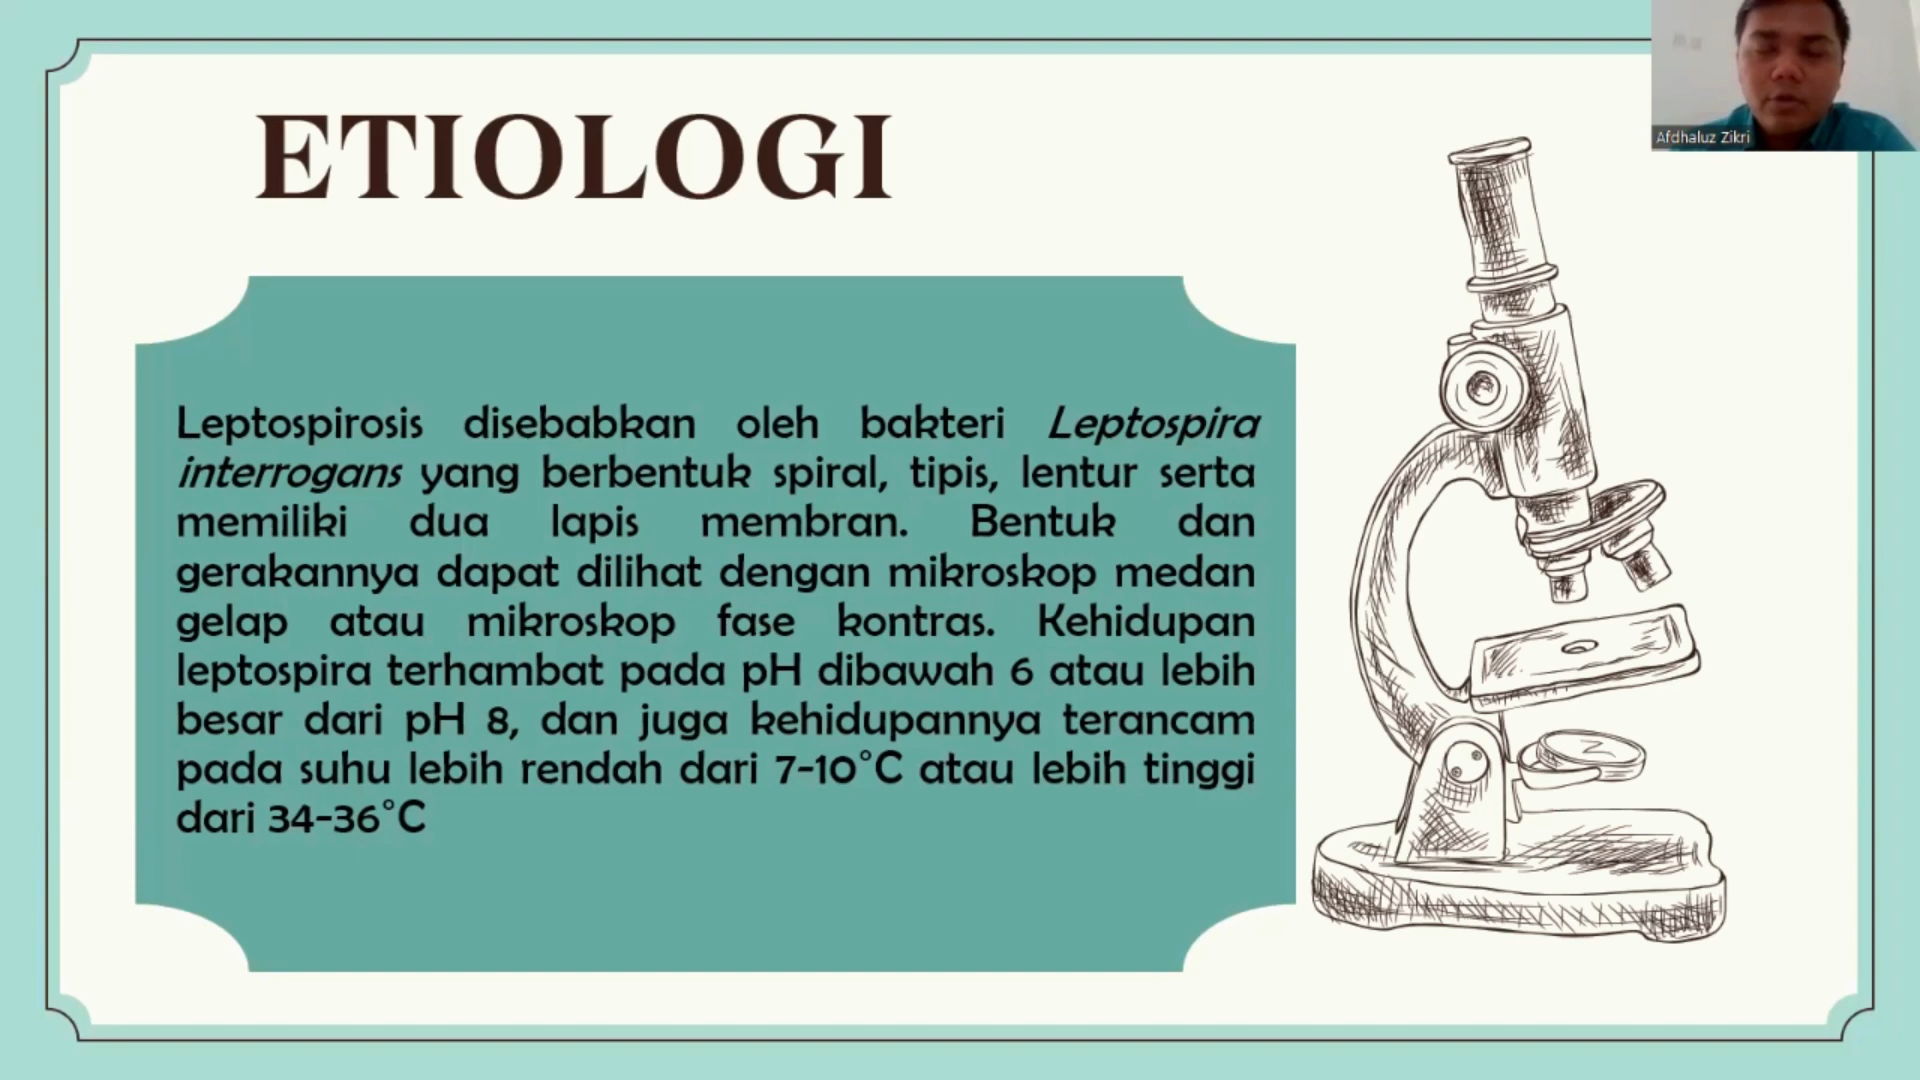 ETIOLOGI
Afdhaluz Zikri
Leptospirosis disebabkan oleh bakteri Leptospira
interrogans yang berbentuk spiral, tipis, lentur serta
memiliki dua lapis membran. Bentuk dan
gerakannya dapat dilihat dengan mikroskop medan
gelap atau mikroskop fase kontras. Kehidupan
leptospira terhambat pada pH dibawah 6 atau lebih
besar dari pH 8, dan juga kehidupannya terancam
pada suhu lebih rendah dari 7-10°C atau lebih tinggi
dari 34-36°C